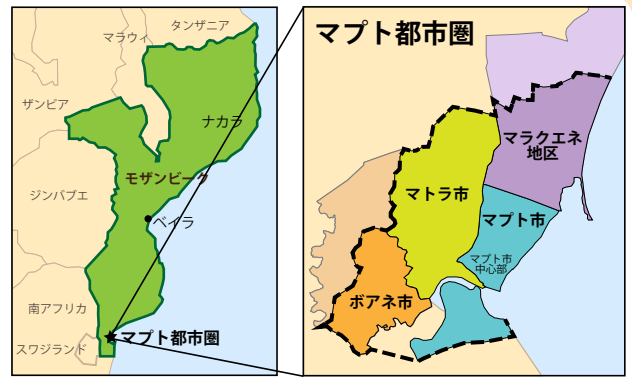 タンザニア
マラウィ
ザンビア
ナカラ
モザンビーク
ジンバブエ
ベイラ
南アフリカ
マプト都市圏
スワジランド
マプト都市圏
マラクエネ
地区
マトラ市
マプト市
マプト市
中心部
ボアネ市